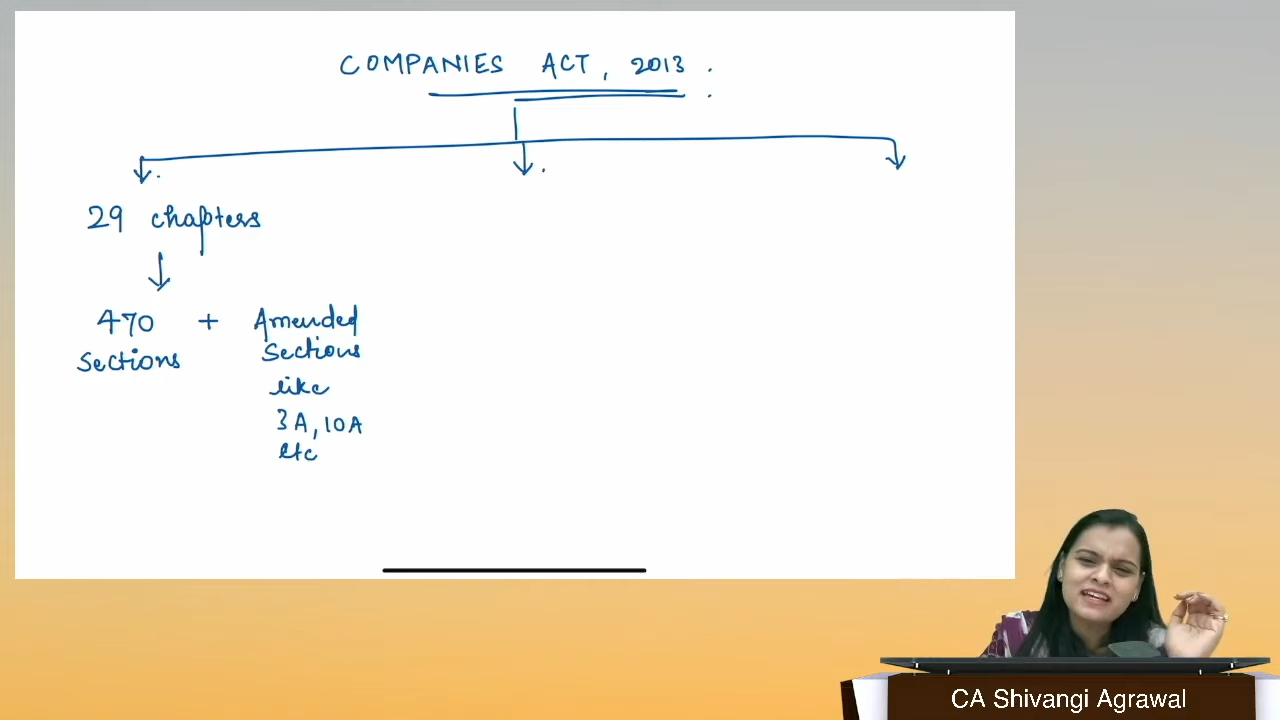 COMPANIES ACT, 2013.
29 chapters
470 + Amended
Sections Sections
like
3A, 10A
etc
CA Shivangi Agrawal